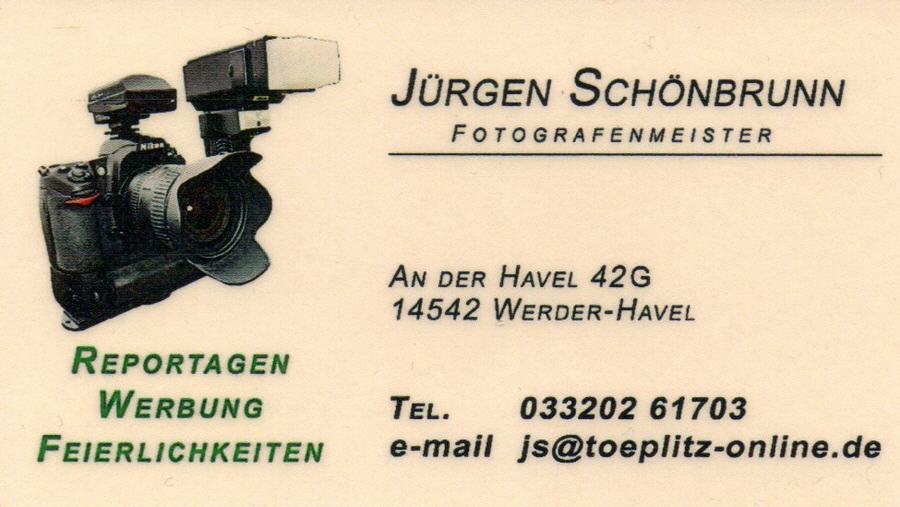 Nikon
JÜRGEN SCHÖNBRUNN
FOTOGRAFENMEISTER
AN DER HAVEL 42G
14542 WERDER-HAVEL
REPORTAGEN
WERBUNG
FEIERLICHKEITEN
TEL. 033202 61703
e-mail js@toeplitz-online.de